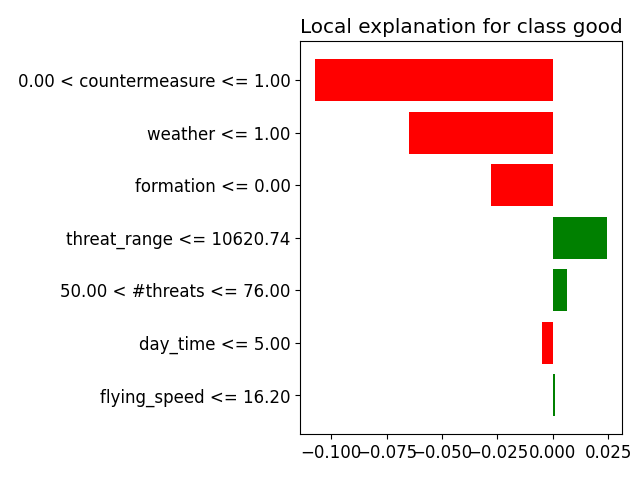 Local explanation for class good
0.00 < countermeasure <= 1.00
weather <= 1.00
formation <= 0.00
threat_range <= 10620.74
50.00 < #threats <= 76.00
day_time <= 5.00
flying_speed <= 16.20
−0.100 −0.075 −0.050 −0.025 0.000 0.025